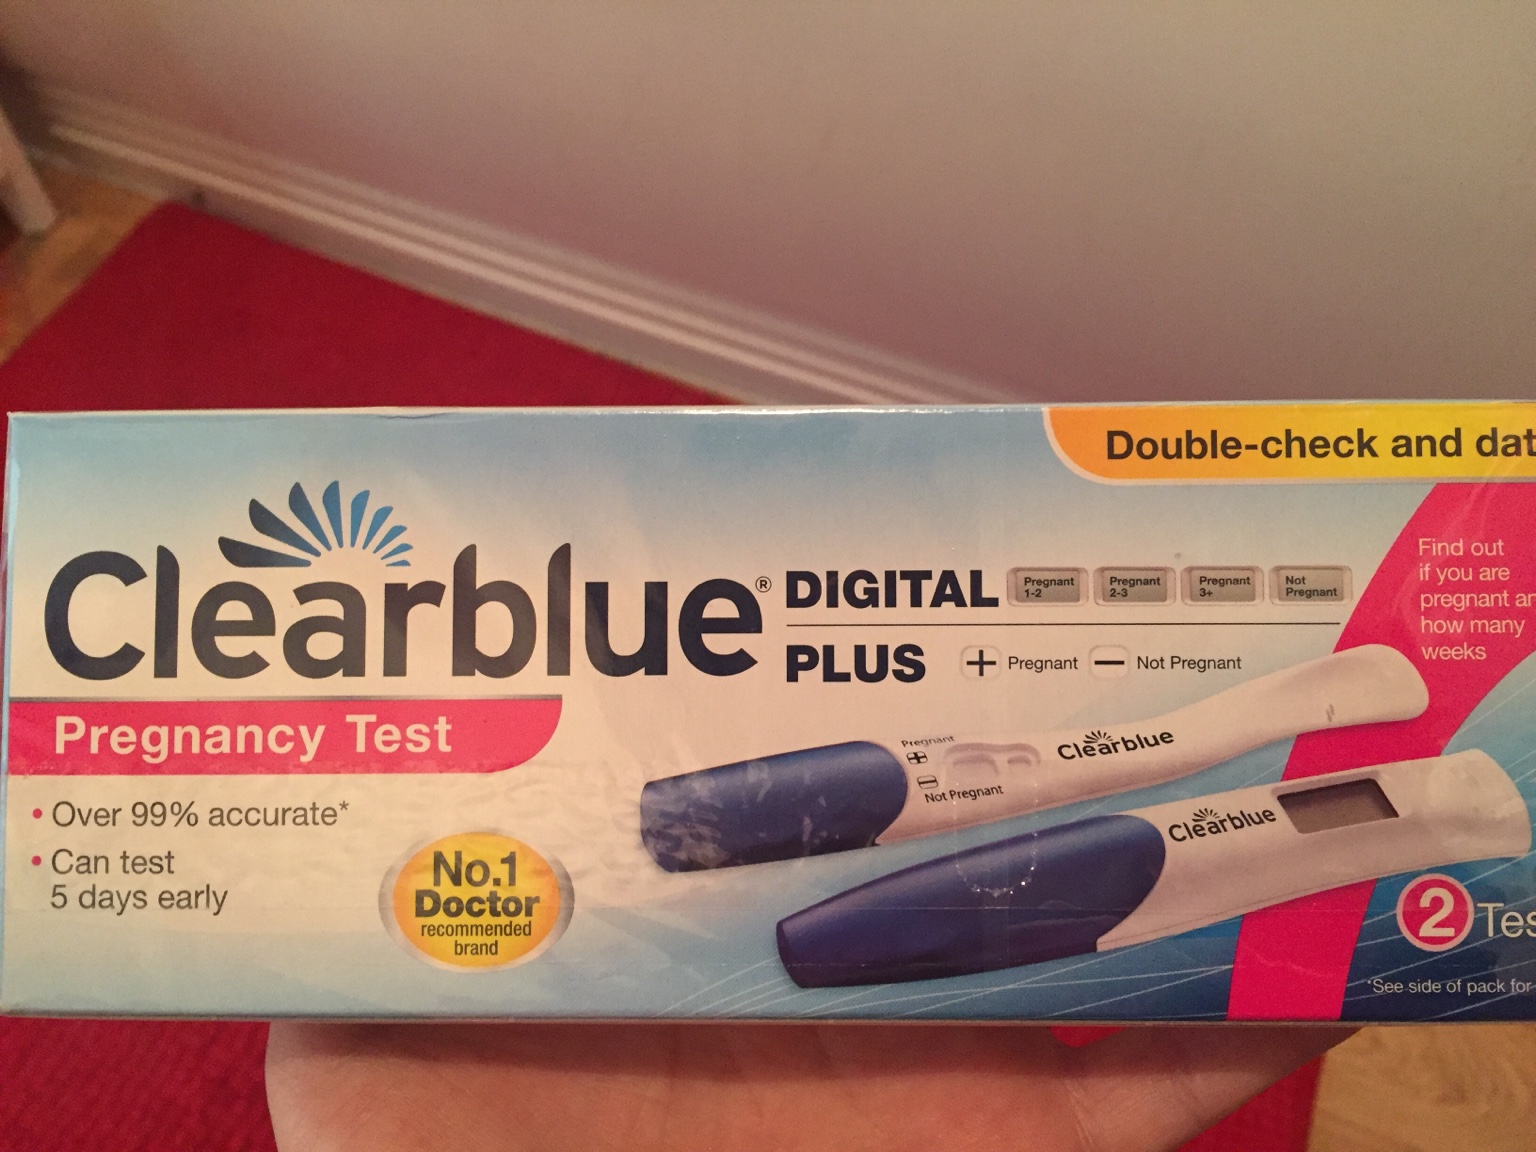 Double-check and dat
Clearblue®
DIGITAL
Pregnant
1-2
Pregnant
2-3
Pregnant
3+
Not
Pregnant
PLUS
+ Pregnant − Not Pregnant
Find out
if you are
pregnant an
how many
weeks
Pregnancy Test
• Over 99% accurate*
• Can test
5 days early
No.1
Doctor
recommended
brand
Pregnant
+
−
Not Pregnant
Clearblue
Clearblue
2 Tes
*See side of pack for